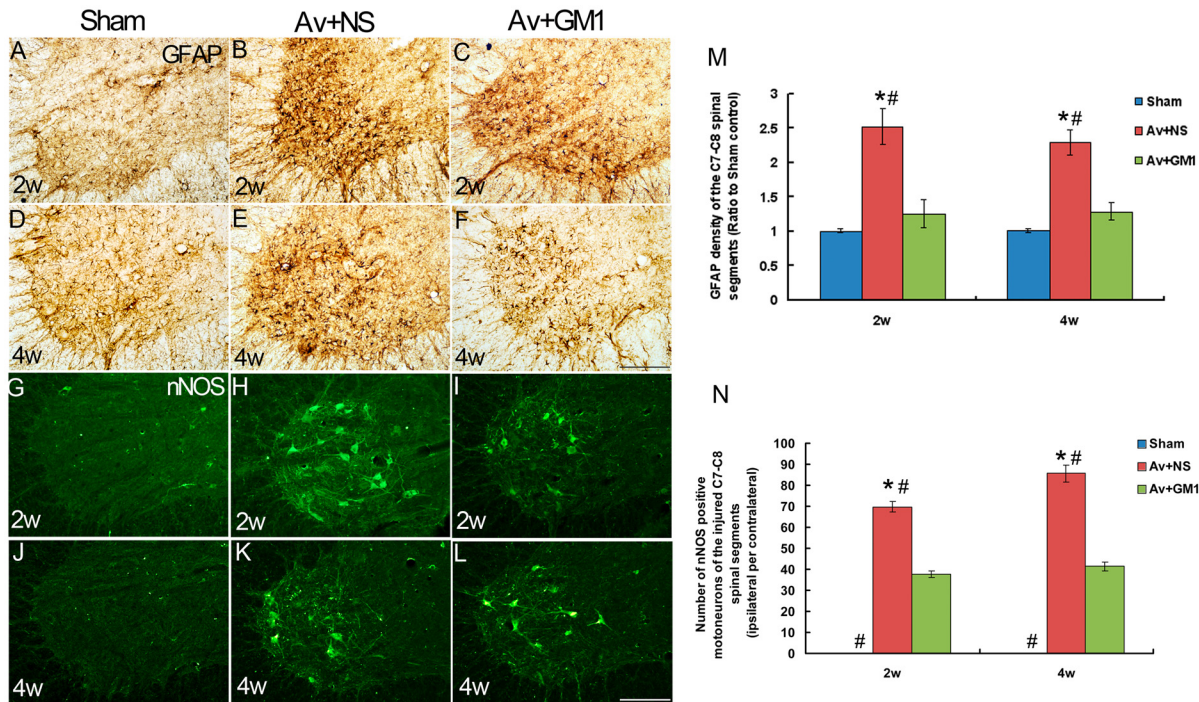 Sham Av+NS Av+GM1
A GFAP B C
2w 2w 2w
D E F
4w 4w 4w
G nNOS H I
2w 2w 2w
J K L
4w 4w 4w
M
GFAP density of the C7-C8 spinal
segments (Ratio to Sham control)
3
2.5
2
1.5
1
0.5
0
*#
*#
2w 4w
Sham
Av+NS
Av+GM1
N
Number of nNOS positive
motoneurons of the injured C7-C8
spinal segments
(ipsilateral per contralateral)
100
90
80
70
60
50
40
30
20
10
0
# *# # *#
2w 4w
Sham
Av+NS
Av+GM1